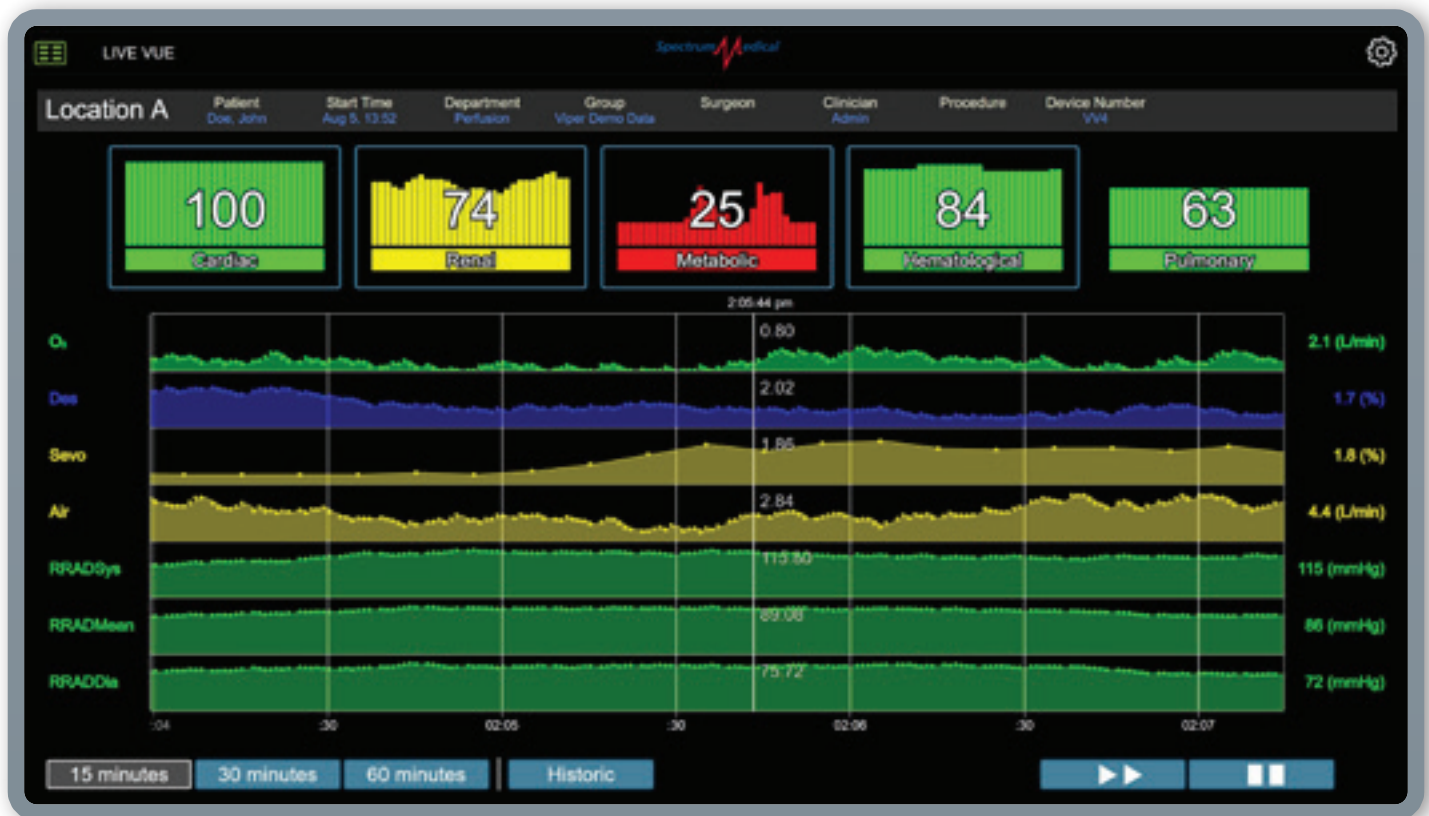 LIVE VUE
Spectrum Medical
Location A
Patient Start Time Department Group Surgeon Clinician Procedure Device Number
Doe, John Aug 5, 13:52 Perfusion Viper Demo Data Admin VV4
100 74 25 84 63
Cardiac Renal Metabolic Hematological Pulmonary
2:05:44 pm
O₂ 0.80 2.1 (L/min)
Des 2.02 1.7 (%)
Sevo 1.86 1.8 (%)
Air 2.84 4.4 (L/min)
RRADSys 115.80 115 (mmHg)
RRADMean 89.08 86 (mmHg)
RRADDia 75.72 72 (mmHg)
:04 :30 02:05 :30 02:06 :30 02:07
15 minutes 30 minutes 60 minutes Historic